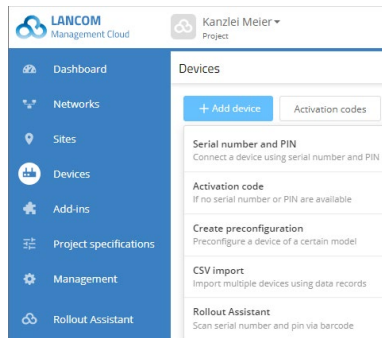 LANCOM
Management Cloud
Kanzlei Meier
Project
Dashboard
Networks
Sites
Devices
Add-ins
Project specifications
Management
Rollout Assistant
Devices
+ Add device
Activation codes
Serial number and PIN
Connect a device using serial number and PIN
Activation code
If no serial number or PIN are available
Create preconfiguration
Preconfigure a device of a certain model
CSV import
Import multiple devices using data records
Rollout Assistant
Scan serial number and pin via barcode